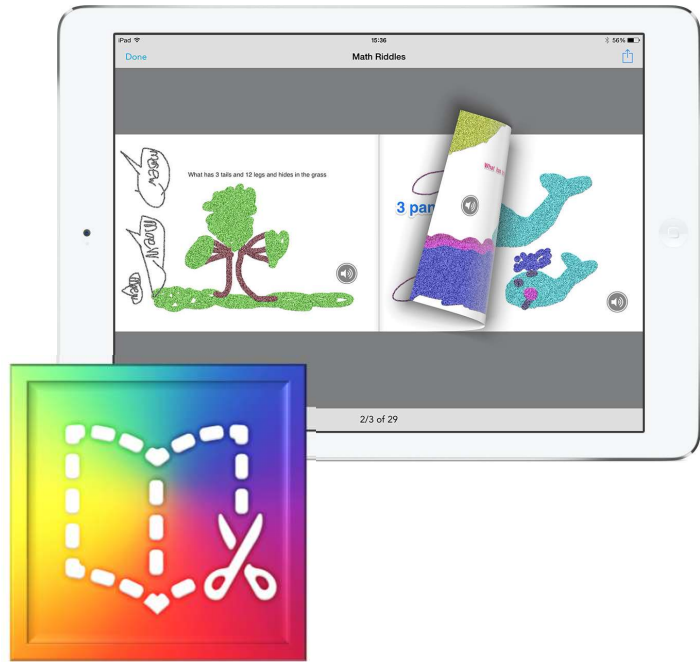 iPad 15:36 56%
Done Math Riddles
What has 3 tails and 12 legs and hides in the grass
3
2/3 of 29